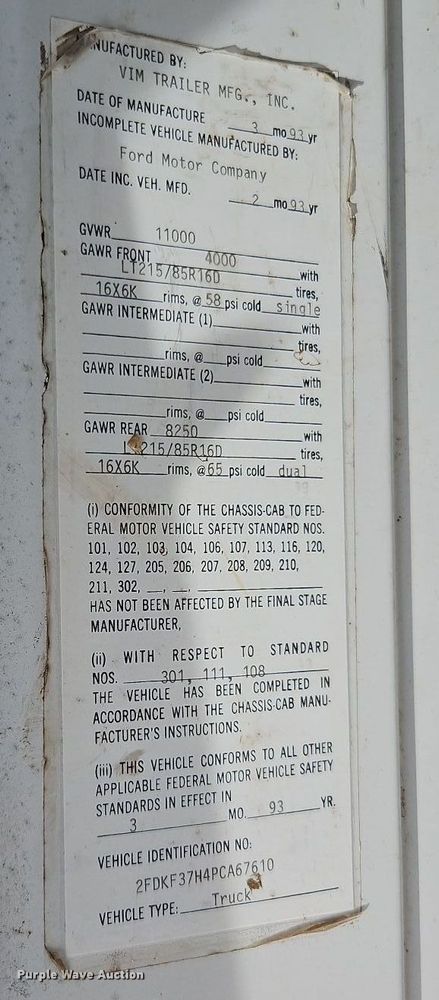 ANUFACTURED BY:
VIM TRAILER MFG., INC.
DATE OF MANUFACTURE 3 mo 93 yr
INCOMPLETE VEHICLE MANUFACTURED BY:
Ford Motor Company
DATE INC. VEH. MFD. 2 mo 93 yr
GVWR 11000
GAWR FRONT 4000 with
LT215/85R16D tires,
16X6K rims, @ 58 psi cold single
GAWR INTERMEDIATE (1) with
tires,
rims, @ psi cold
GAWR INTERMEDIATE (2) with
tires,
rims, @ psi cold
GAWR REAR 8250 with
LT215/85R16D tires,
16X6K rims, @ 65 psi cold dual
(i) CONFORMITY OF THE CHASSIS-CAB TO FED-
ERAL MOTOR VEHICLE SAFETY STANDARD NOS.
101, 102, 103, 104, 106, 107, 113, 116, 120,
124, 127, 205, 206, 207, 208, 209, 210,
211, 302, __, __,
HAS NOT BEEN AFFECTED BY THE FINAL STAGE
MANUFACTURER,
(ii) WITH RESPECT TO STANDARD
NOS. 301, 111, 108
THE VEHICLE HAS BEEN COMPLETED IN
ACCORDANCE WITH THE CHASSIS-CAB MANU-
FACTURER'S INSTRUCTIONS.
(iii) THIS VEHICLE CONFORMS TO ALL OTHER
APPLICABLE FEDERAL MOTOR VEHICLE SAFETY
STANDARDS IN EFFECT IN
3 MO. 93 YR.
VEHICLE IDENTIFICATION NO:
2FDKF37H4PCA67610
VEHICLE TYPE: Truck
Purple Wave Auction